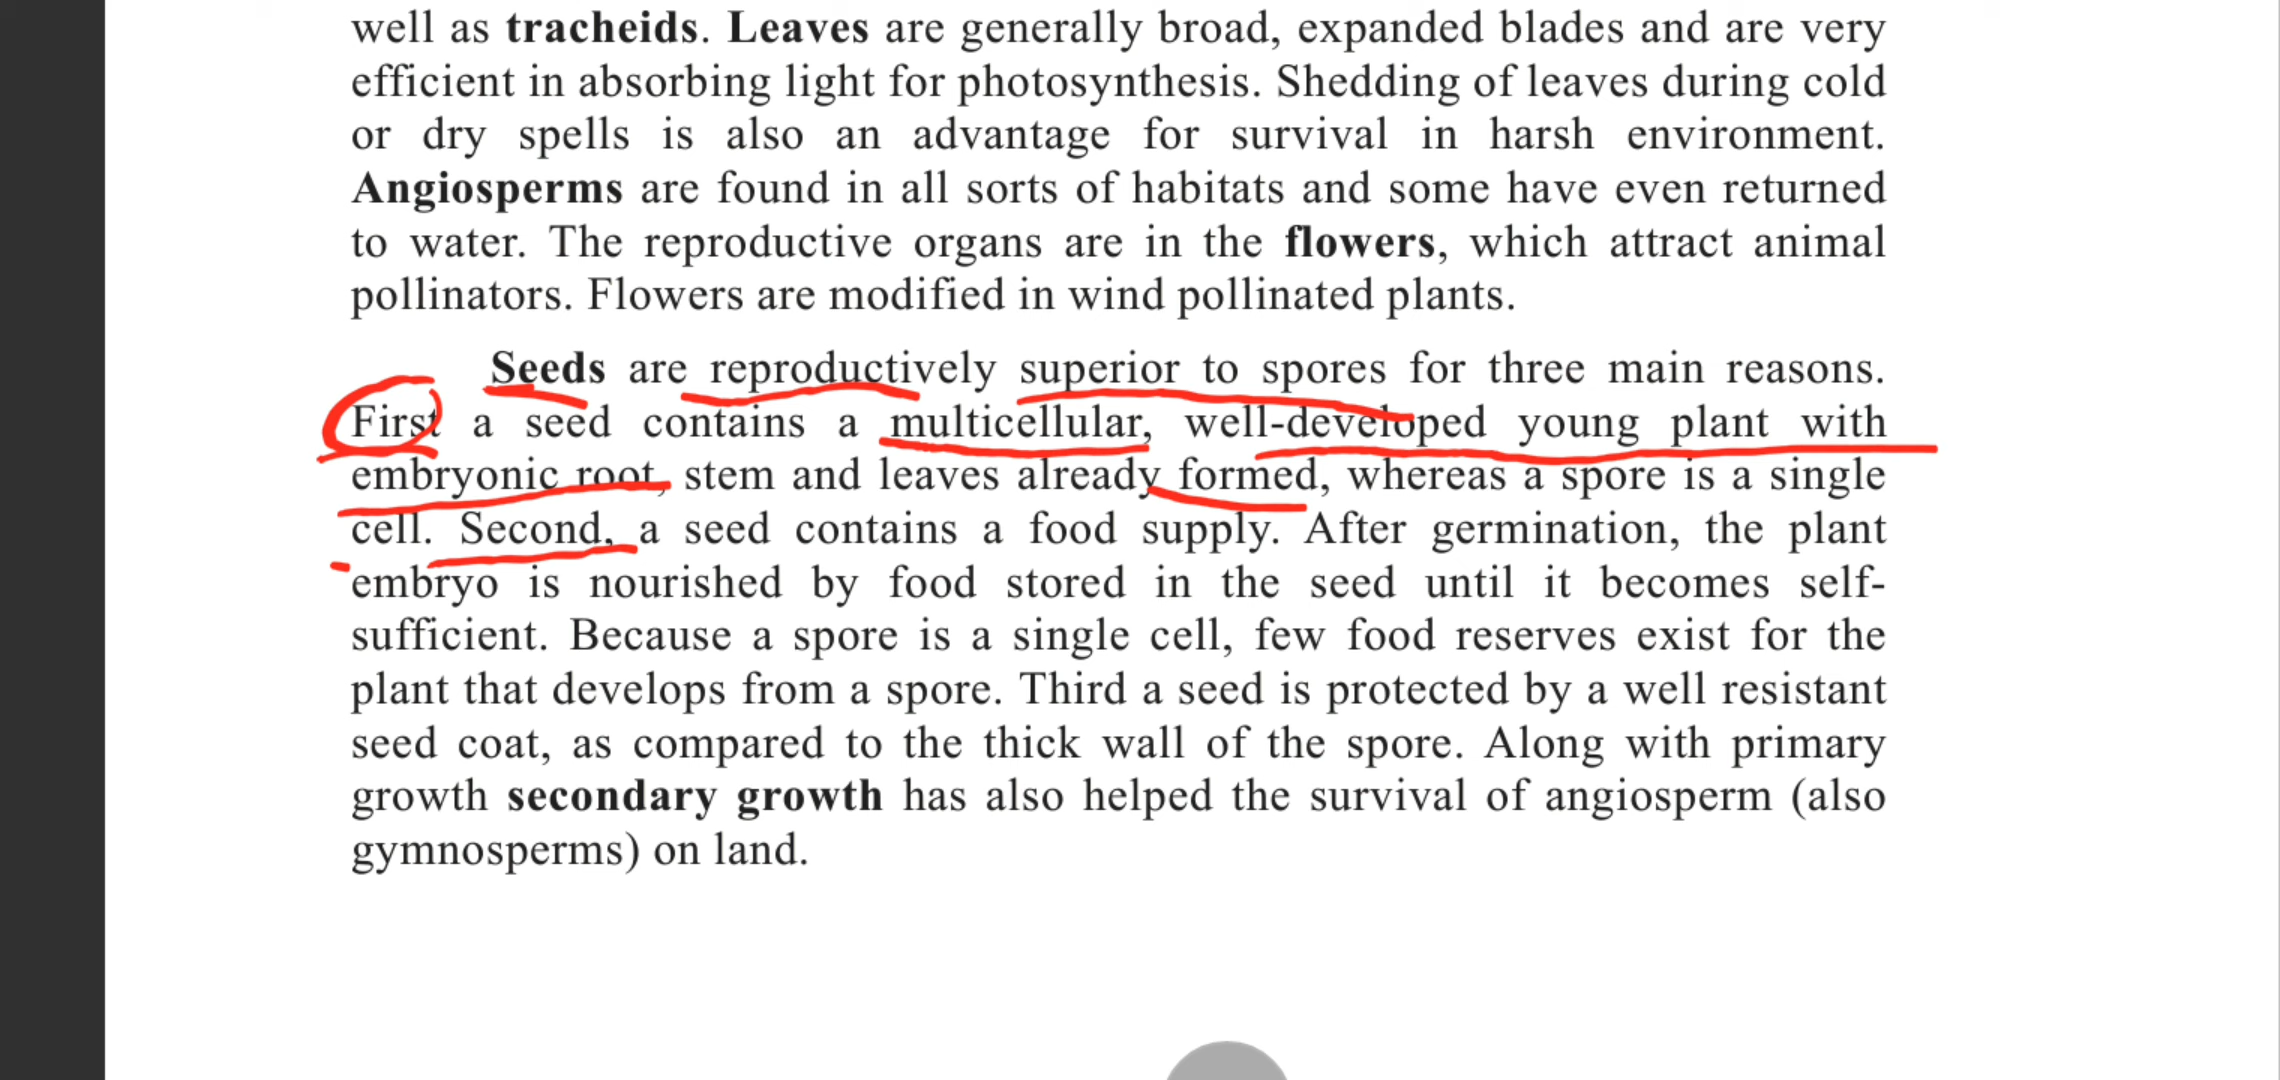 well as tracheids. Leaves are generally broad, expanded blades and are very
efficient in absorbing light for photosynthesis. Shedding of leaves during cold
or dry spells is also an advantage for survival in harsh environment.
Angiosperms are found in all sorts of habitats and some have even returned
to water. The reproductive organs are in the flowers, which attract animal
pollinators. Flowers are modified in wind pollinated plants.
Seeds are reproductively superior to spores for three main reasons.
First a seed contains a multicellular, well-developed young plant with
embryonic root, stem and leaves already formed, whereas a spore is a single
cell. Second, a seed contains a food supply. After germination, the plant
embryo is nourished by food stored in the seed until it becomes self-
sufficient. Because a spore is a single cell, few food reserves exist for the
plant that develops from a spore. Third a seed is protected by a well resistant
seed coat, as compared to the thick wall of the spore. Along with primary
growth secondary growth has also helped the survival of angiosperm (also
gymnosperms) on land.